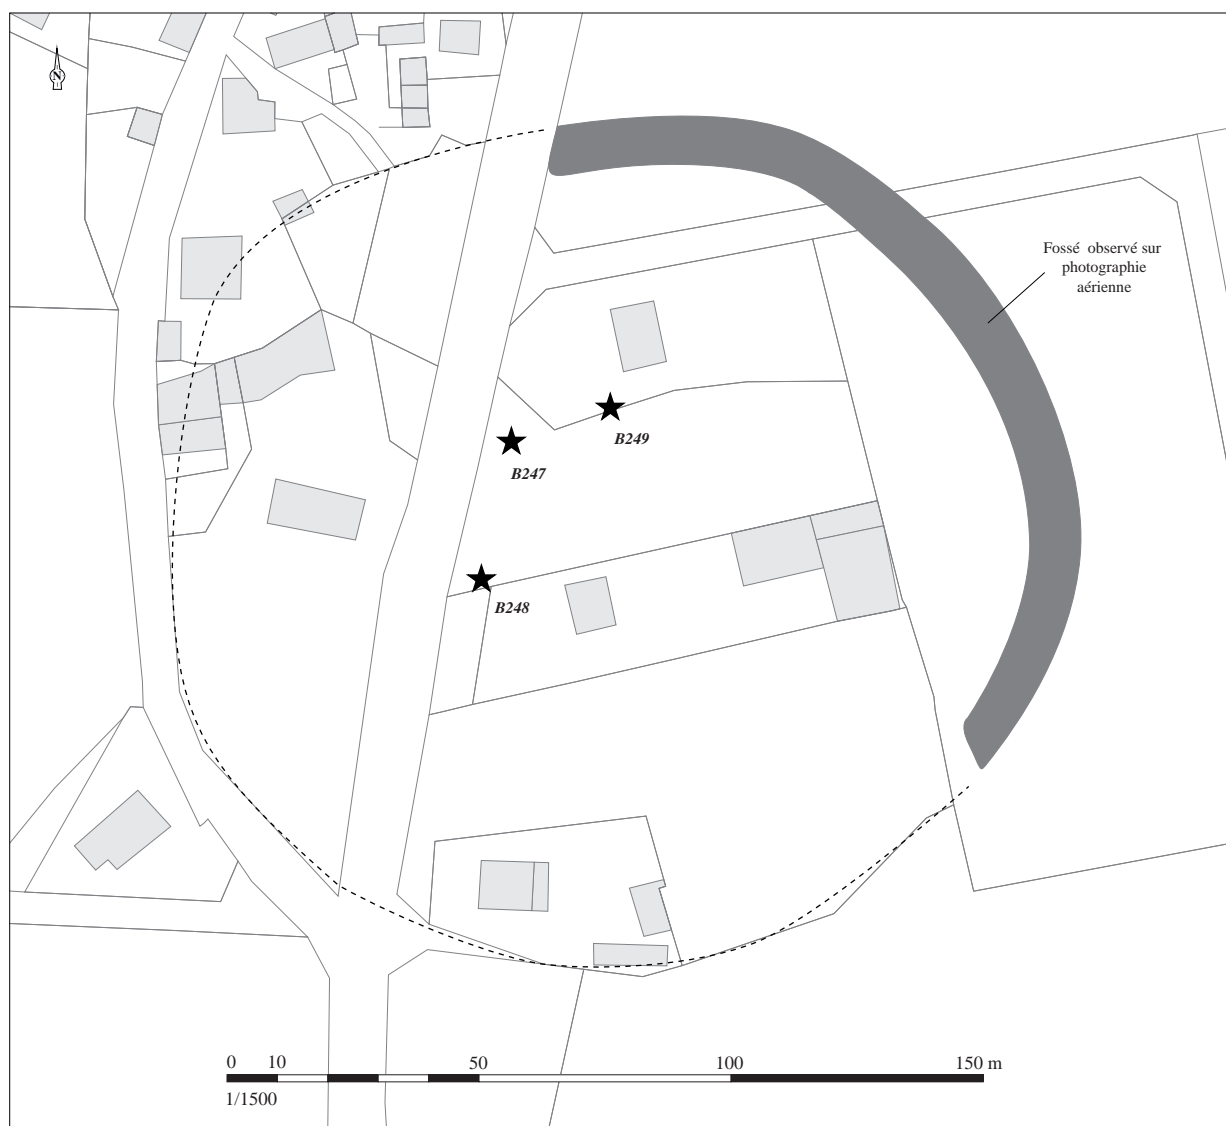 N
Fossé observé sur
photographie
aérienne
B249
B247
B248
0 10 50 100 150 m
1/1500